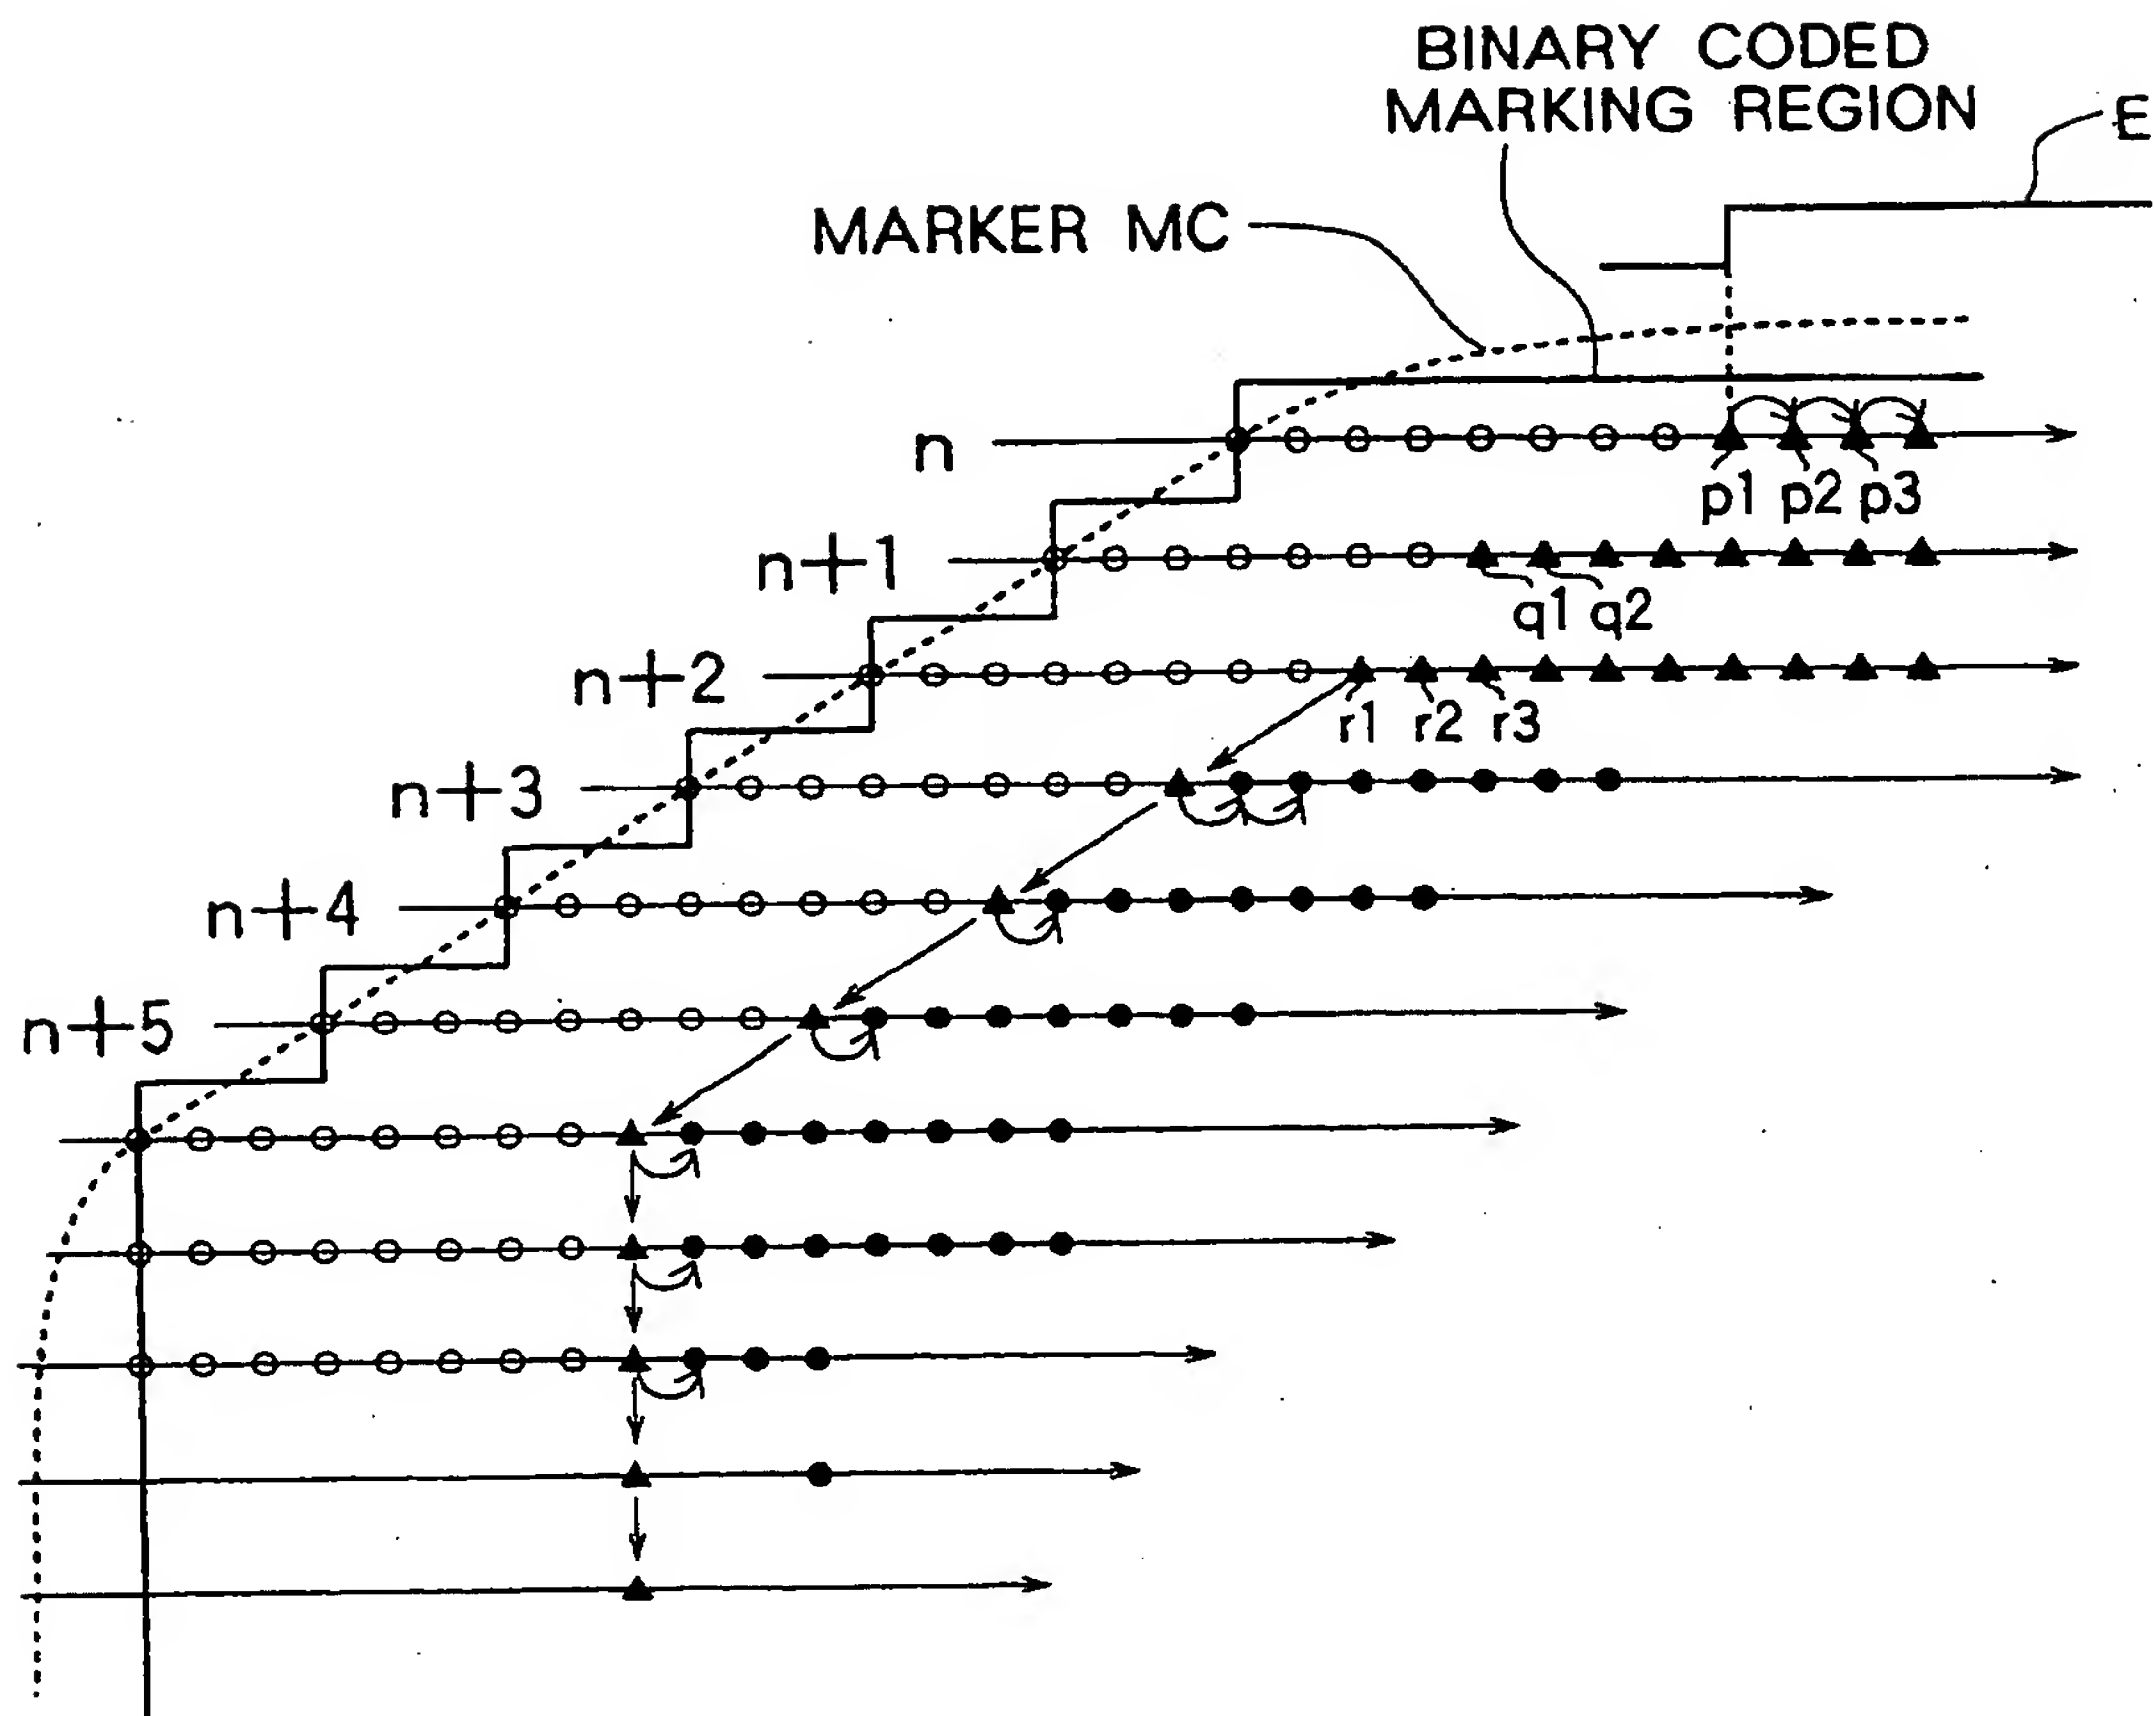 BINARY CODED
MARKING REGION
E
MARKER MC
n
p1 p2 p3
n+1
q1 q2
n+2
r1 r2 r3
n+3
n+4
n+5